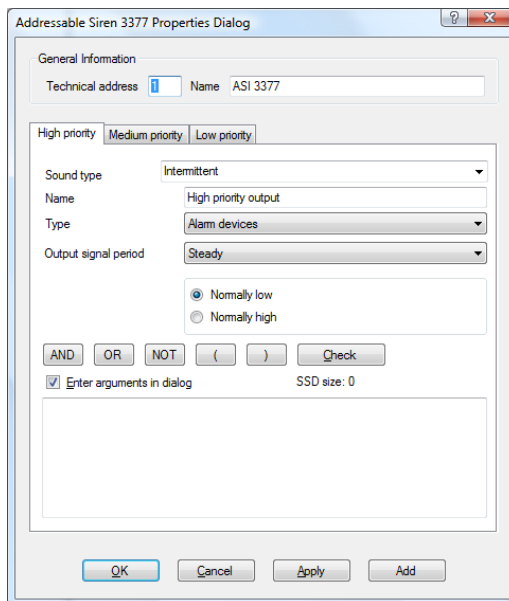 Addressable Siren 3377 Properties Dialog
General Information
Technical address 1 Name ASI 3377
High priority Medium priority Low priority
Sound type Intermittent
Name High priority output
Type Alarm devices
Output signal period Steady
Normally low
Normally high
AND OR NOT ( ) Check
Enter arguments in dialog SSD size: 0
OK Cancel Apply Add